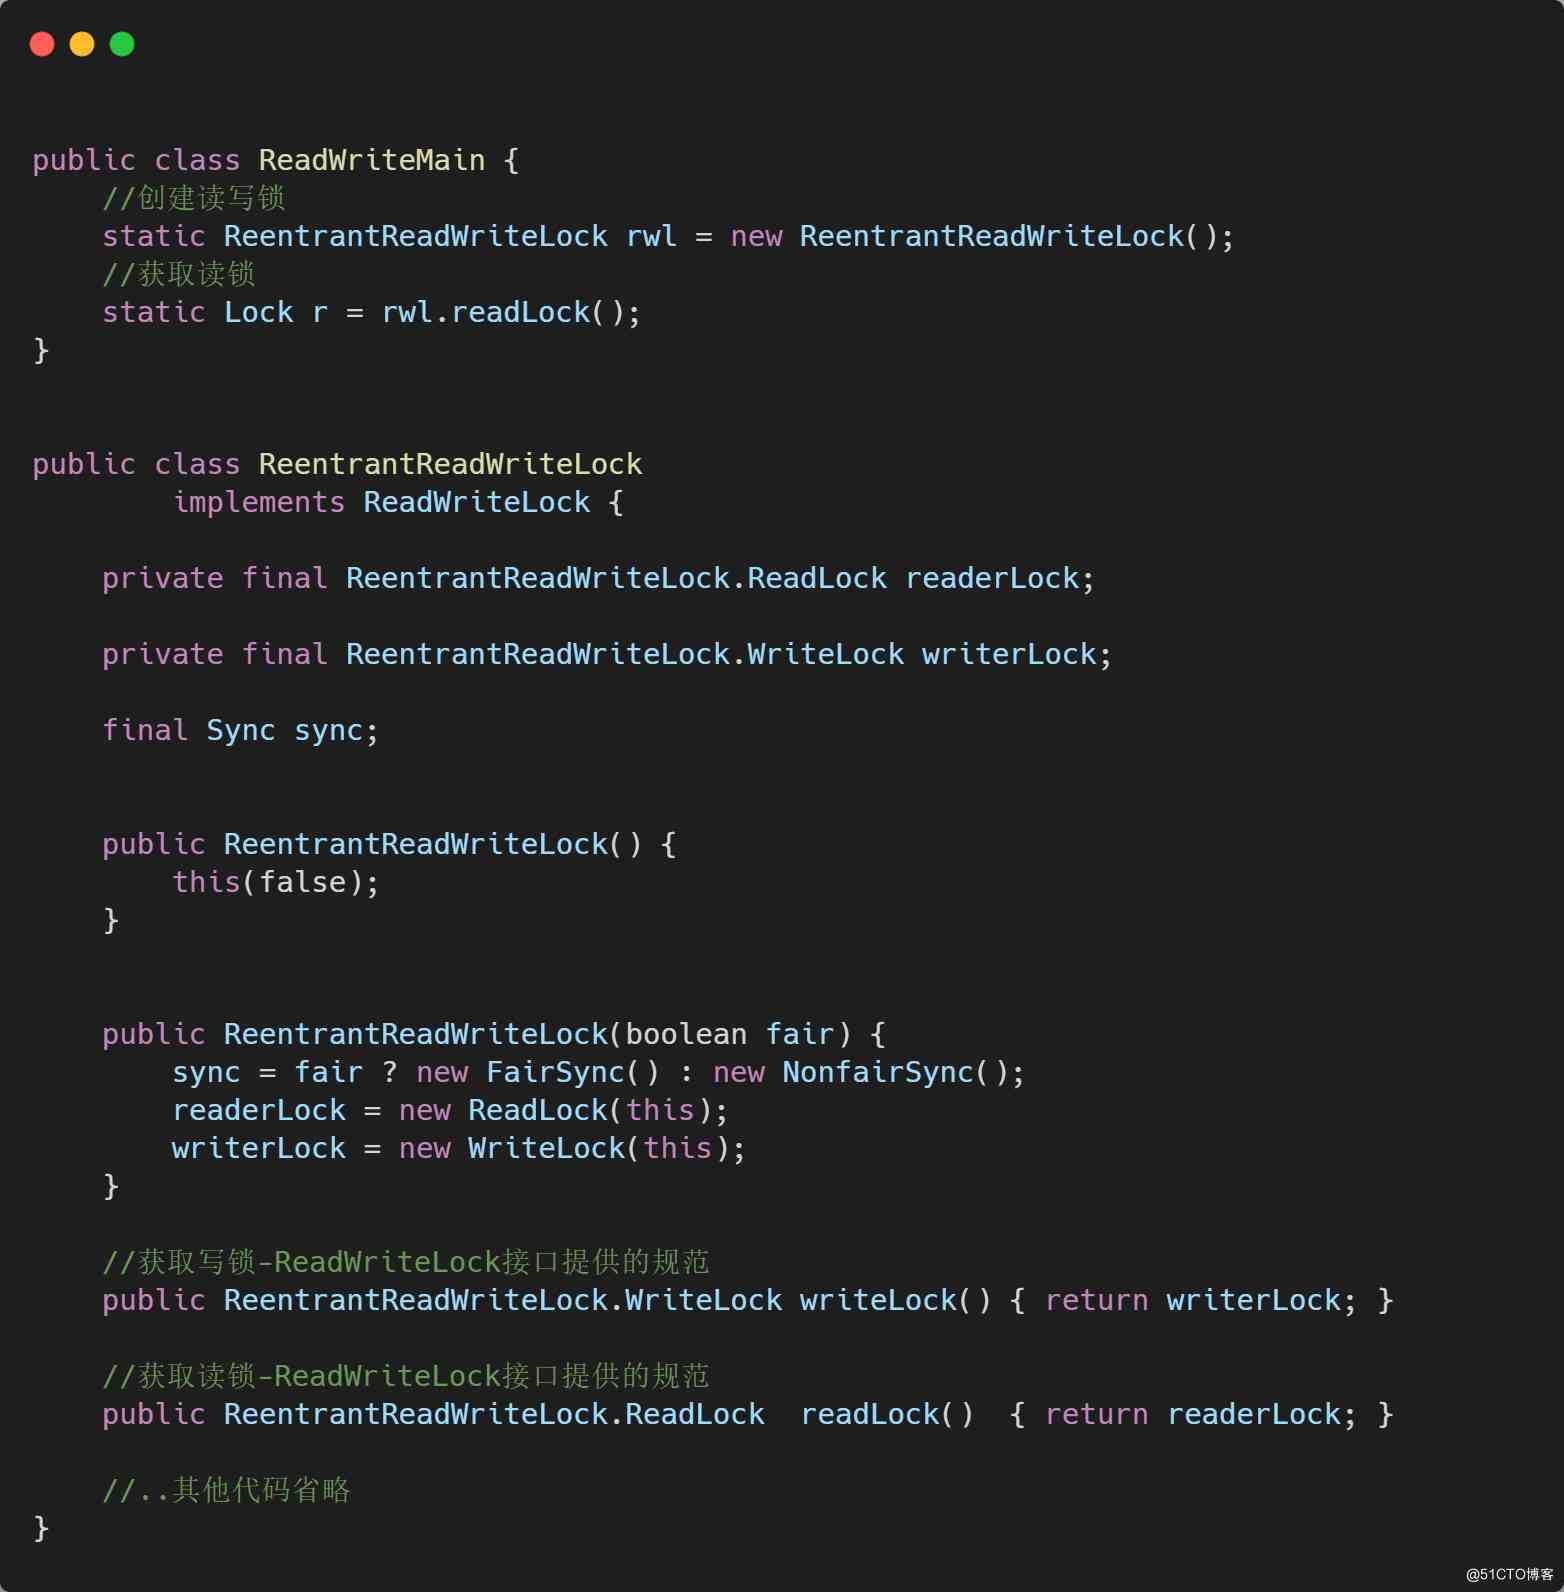 public class ReadWriteMain {
    //创建读写锁
    static ReentrantReadWriteLock rwl = new ReentrantReadWriteLock();
    //获取读锁
    static Lock r = rwl.readLock();
}
public class ReentrantReadWriteLock
        implements ReadWriteLock {
    private final ReentrantReadWriteLock.ReadLock readerLock;
    private final ReentrantReadWriteLock.WriteLock writerLock;
    final Sync sync;
    public ReentrantReadWriteLock() {
        this(false);
    }
    public ReentrantReadWriteLock(boolean fair) {
        sync = fair ? new FairSync() : new NonfairSync();
        readerLock = new ReadLock(this);
        writerLock = new WriteLock(this);
    }
    //获取写锁-ReadWriteLock接口提供的规范
    public ReentrantReadWriteLock.WriteLock writeLock() { return writerLock; }
    //获取读锁-ReadWriteLock接口提供的规范
    public ReentrantReadWriteLock.ReadLock  readLock()  { return readerLock; }
    //..其他代码省略
}
@51CTO博客